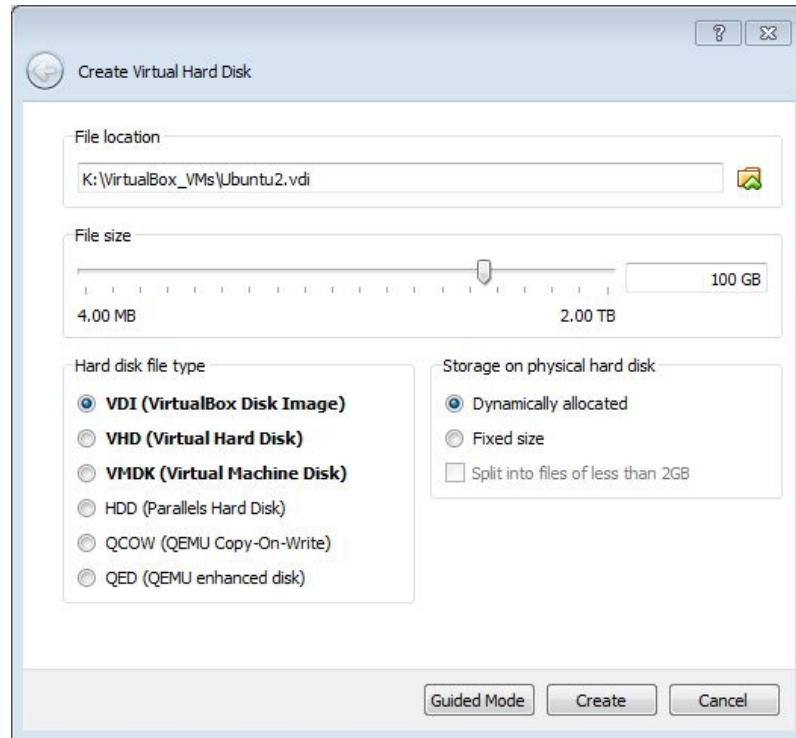 ?
Create Virtual Hard Disk
File location
K:\VirtualBox_VMs\Ubuntu2.vdi
File size
100 GB
4.00 MB 2.00 TB
Hard disk file type
VDI (VirtualBox Disk Image)
VHD (Virtual Hard Disk)
VMDK (Virtual Machine Disk)
HDD (Parallels Hard Disk)
QCOW (QEMU Copy-On-Write)
QED (QEMU enhanced disk)
Storage on physical hard disk
Dynamically allocated
Fixed size
Split into files of less than 2GB
Guided Mode Create Cancel